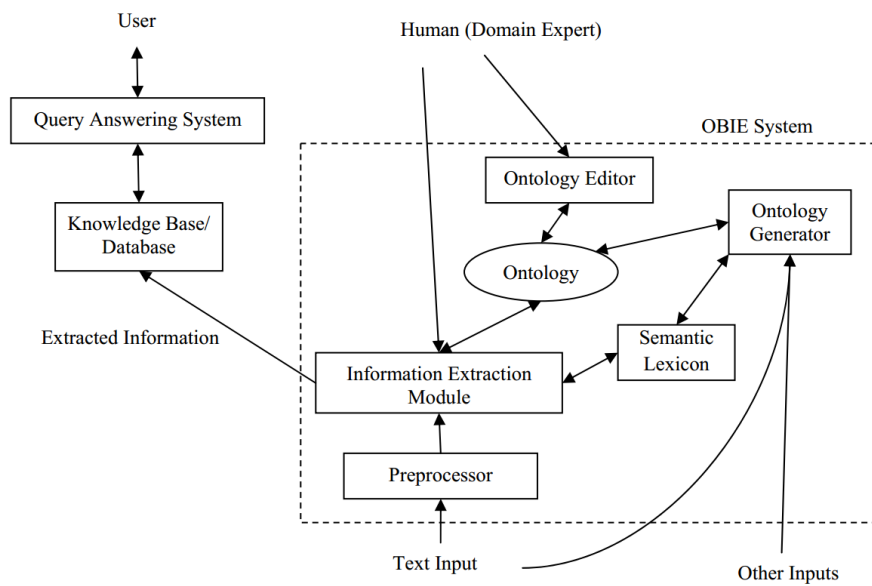 User
Human (Domain Expert)
Query Answering System
OBIE System
Ontology Editor
Knowledge Base/
Database
Ontology
Generator
Ontology
Extracted Information
Semantic
Lexicon
Information Extraction
Module
Preprocessor
Text Input
Other Inputs